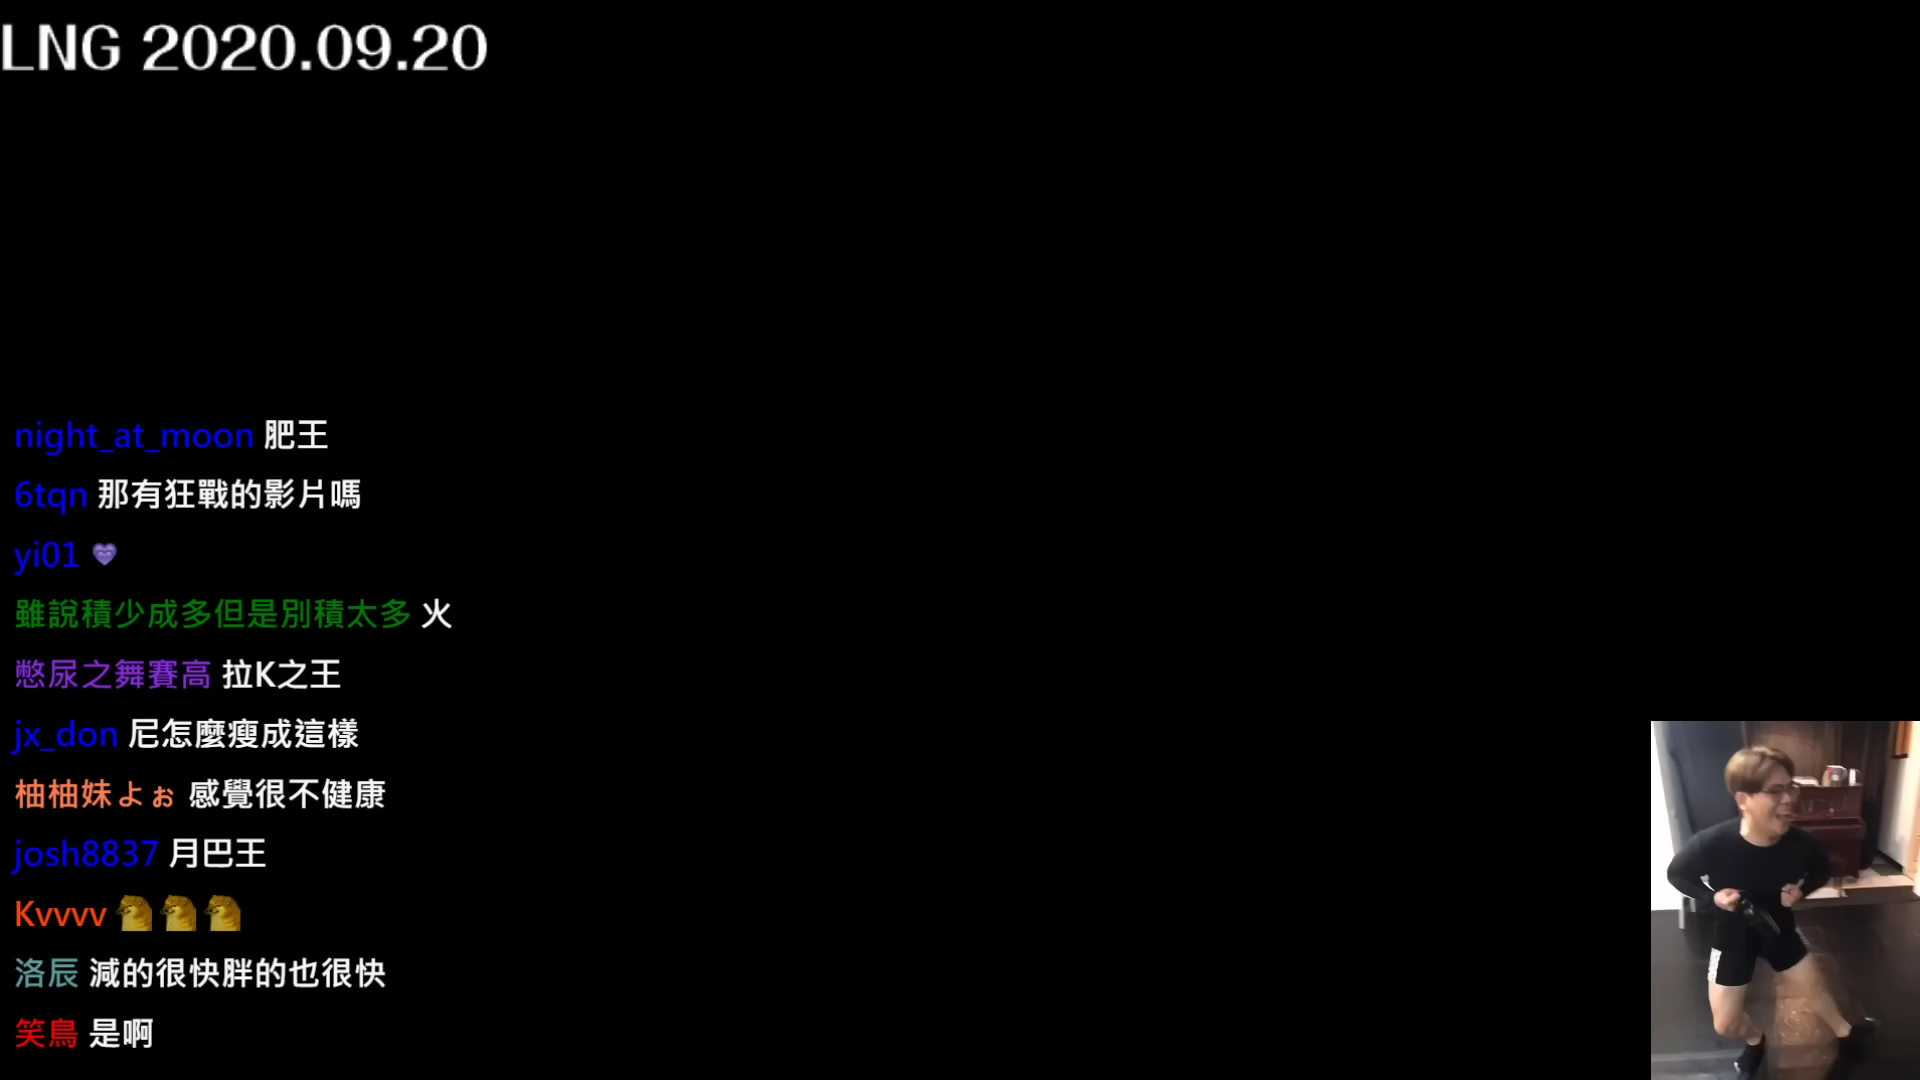 LNG 2020.09.20
night_at_moon 肥王
6tqn 那有狂戰的影片嗎
yi01
雖說積少成多但是別積太多 火
憋尿之舞賽高 拉K之王
jx_don 尼怎麼瘦成這樣
柚柚妹よぉ 感覺很不健康
josh8837 月巴王
Kvvvv
洛辰 減的很快胖的也很快
笑鳥 是啊